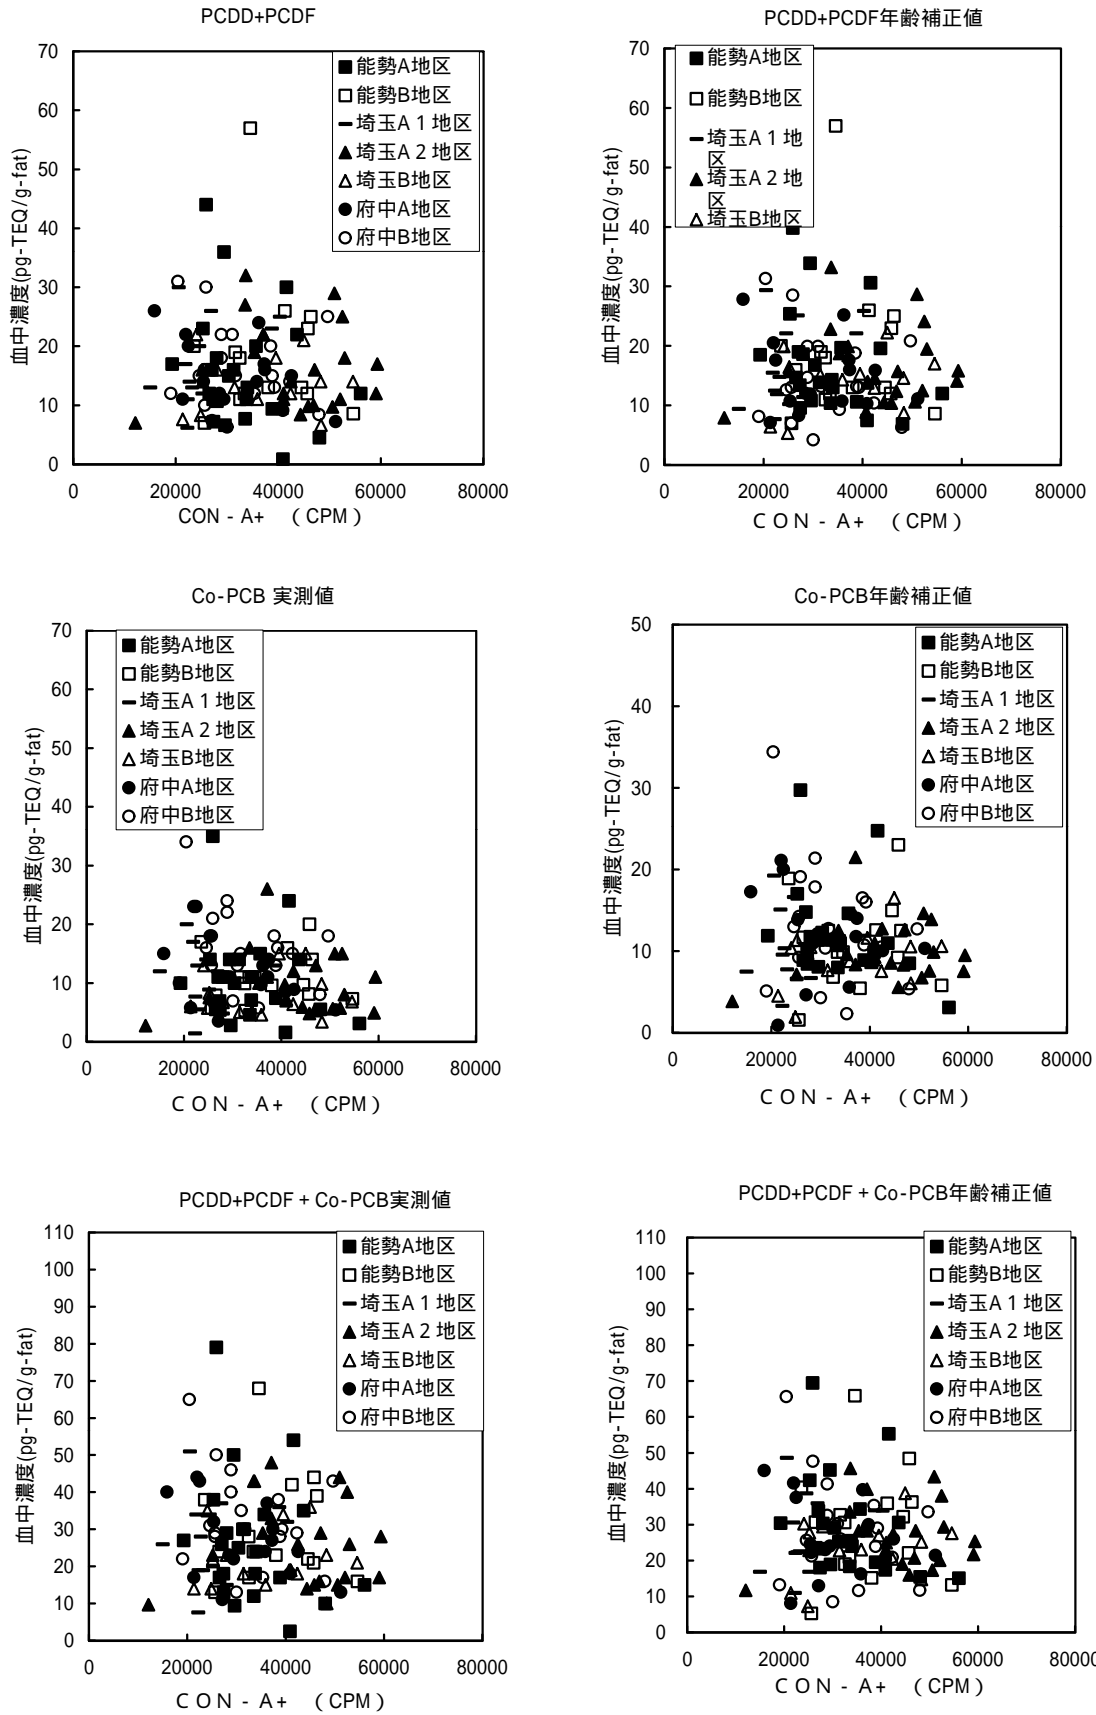 PCDD+PCDF
70
60
50
40
30
20
10
0
0 20000 40000 60000 80000
血中濃度(pg-TEQ/g-fat)
CON - A+ (CPM)
能勢A地区
能勢B地区
埼玉A1地区
埼玉A2地区
埼玉B地区
府中A地区
府中B地区
PCDD+PCDF年齢補正値
70
60
50
40
30
20
10
0
0 20000 40000 60000 80000
血中濃度(pg-TEQ/g-fat)
CON - A+ (CPM)
能勢A地区
能勢B地区
埼玉A1地
区
埼玉A2地
区
埼玉B地区
Co-PCB 実測値
70
60
50
40
30
20
10
0
0 20000 40000 60000 80000
血中濃度(pg-TEQ/g-fat)
CON - A+ (CPM)
能勢A地区
能勢B地区
埼玉A1地区
埼玉A2地区
埼玉B地区
府中A地区
府中B地区
Co-PCB年齢補正値
50
40
30
20
10
0
0 20000 40000 60000 80000
血中濃度(pg-TEQ/g-fat)
CON - A+ (CPM)
能勢A地区
能勢B地区
埼玉A1地区
埼玉A2地区
埼玉B地区
府中A地区
府中B地区
PCDD+PCDF+Co-PCB実測値
110
100
90
80
70
60
50
40
30
20
10
0
0 20000 40000 60000 80000
血中濃度(pg-TEQ/g-fat)
CON - A+ (CPM)
能勢A地区
能勢B地区
埼玉A1地区
埼玉A2地区
埼玉B地区
府中A地区
府中B地区
PCDD+PCDF+Co-PCB年齢補正値
110
100
90
80
70
60
50
40
30
20
10
0
0 20000 40000 60000 8000
血中濃度(pg-TEQ/g-fat)
CON - A+ (CPM)
能勢A地区
能勢B地区
埼玉A1地区
埼玉A2地区
埼玉B地区
府中A地区
府中B地区